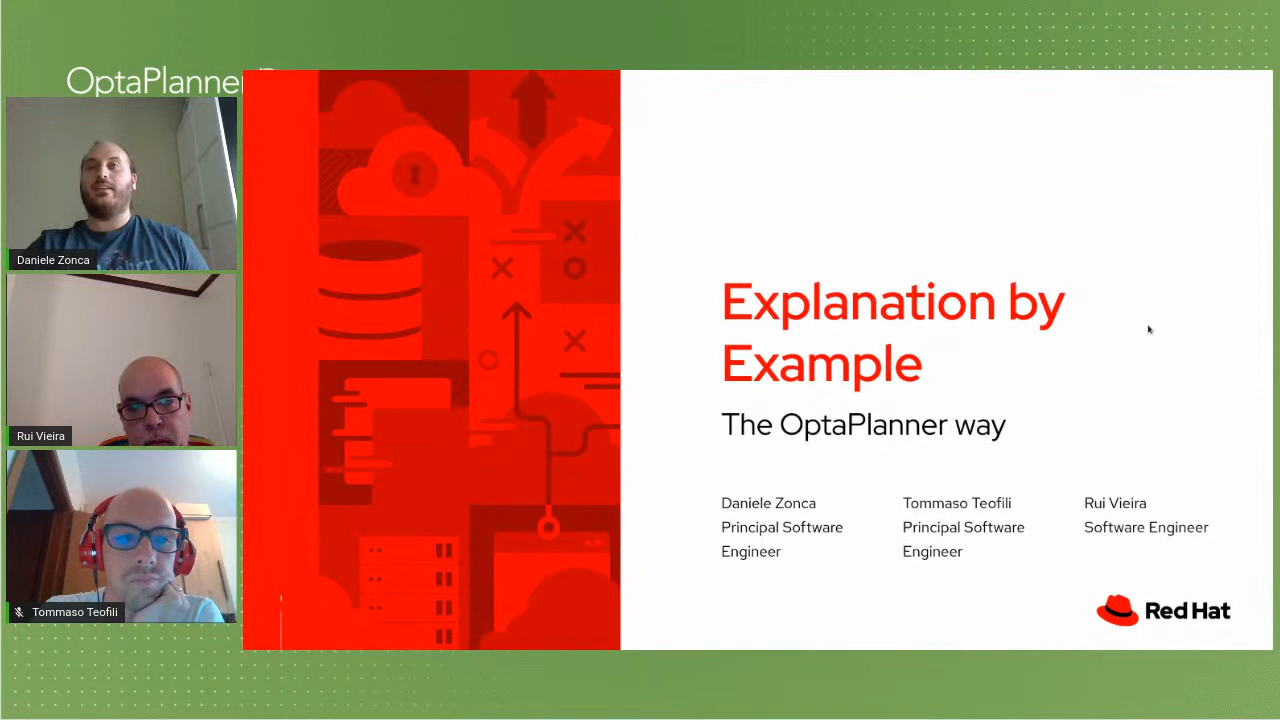 OptaPlanner
Daniele Zonca
Rui Vieira
Tommaso Teofili
Explanation by
Example
The OptaPlanner way
Daniele Zonca
Principal Software
Engineer
Tommaso Teofili
Principal Software
Engineer
Rui Vieira
Software Engineer
Red Hat